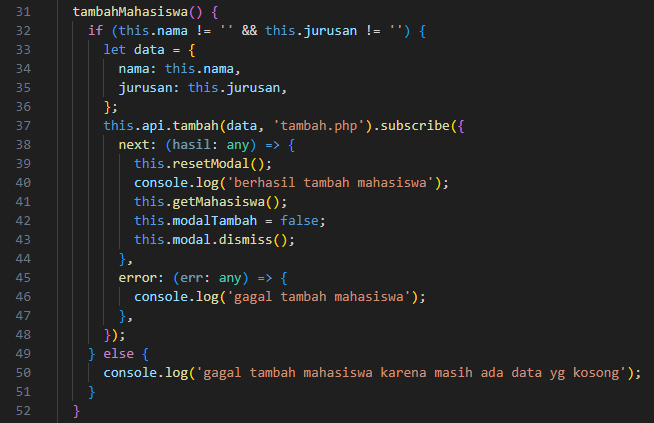 31 tambahMahasiswa() {
32 if (this.nama != '' && this.jurusan != '') {
33 let data = {
34 nama: this.nama,
35 jurusan: this.jurusan,
36 };
37 this.api.tambah(data, 'tambah.php').subscribe({
38 next: (hasil: any) => {
39 this.resetModal();
40 console.log('berhasil tambah mahasiswa');
41 this.getMahasiswa();
42 this.modalTambah = false;
43 this.modal.dismiss();
44 },
45 error: (err: any) => {
46 console.log('gagal tambah mahasiswa');
47 },
48 });
49 } else {
50 console.log('gagal tambah mahasiswa karena masih ada data yg kosong');
51 }
52 }